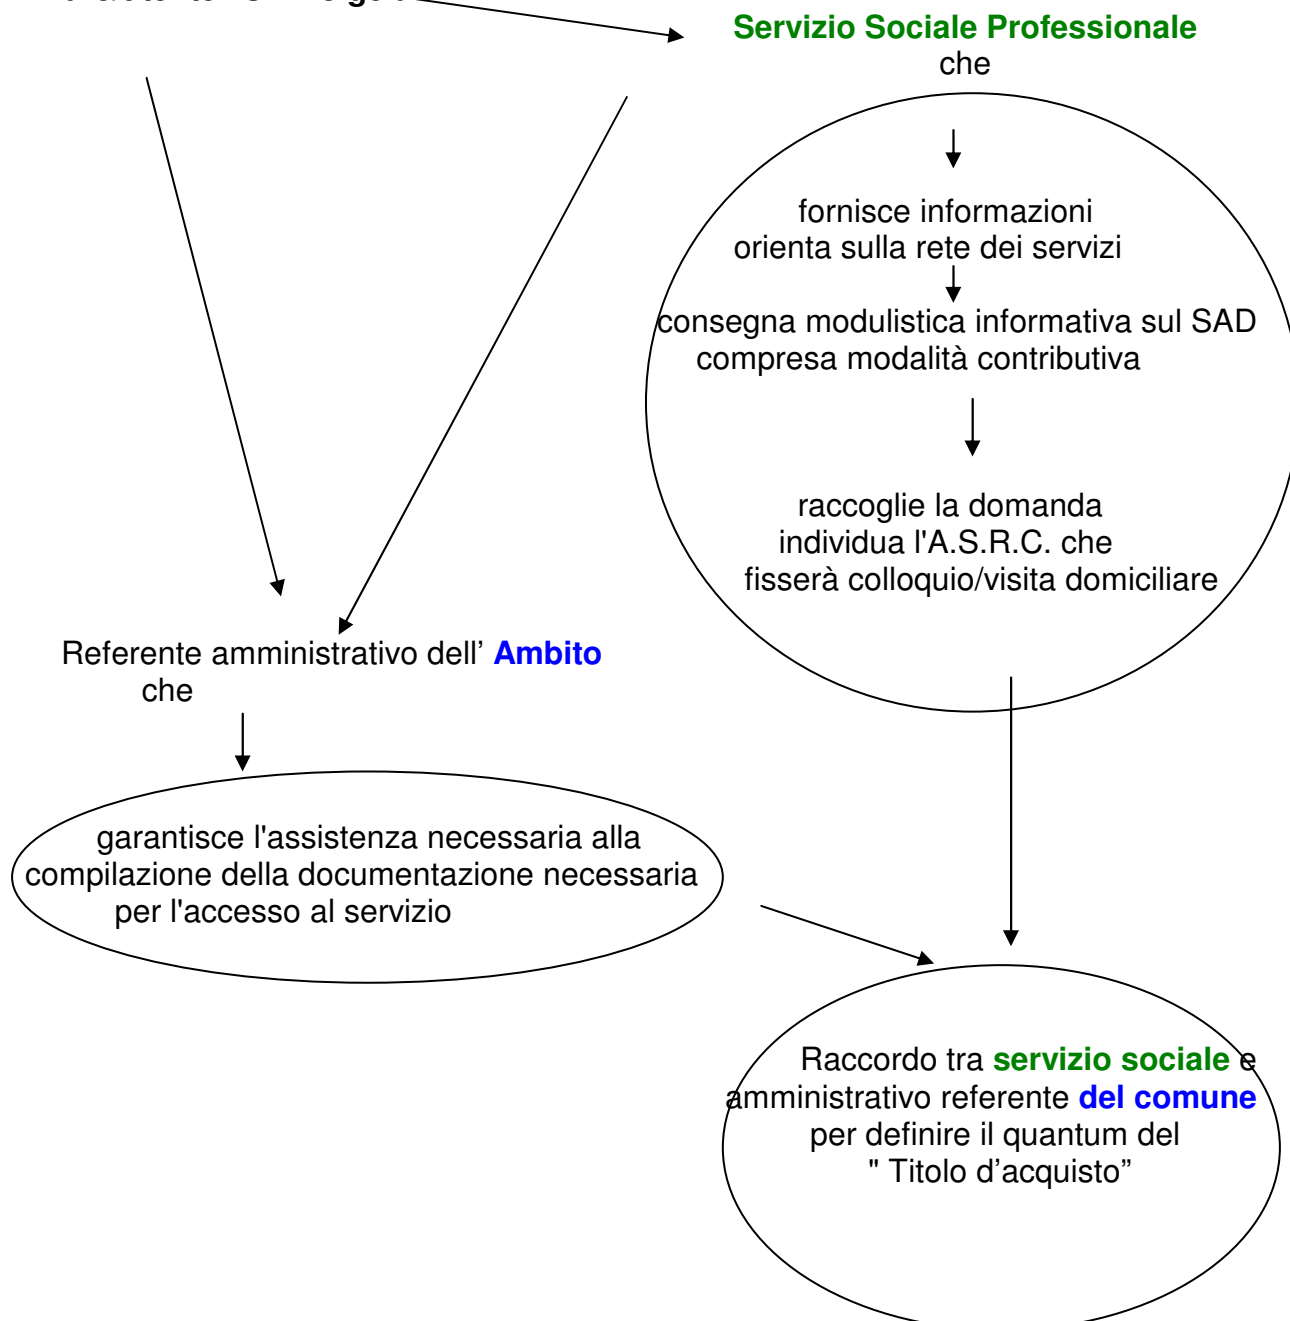 Servizio Sociale Professionale
che
fornisce informazioni
orienta sulla rete dei servizi
consegna modulistica informativa sul SAD
compresa modalità contributiva
raccoglie la domanda
individua l'A.S.R.C. che
fisserà colloquio/visita domiciliare
Referente amministrativo dell’ Ambito
che
garantisce l'assistenza necessaria alla
compilazione della documentazione necessaria
per l'accesso al servizio
Raccordo tra servizio sociale e
amministrativo referente del comune
per definire il quantum del
" Titolo d’acquisto”